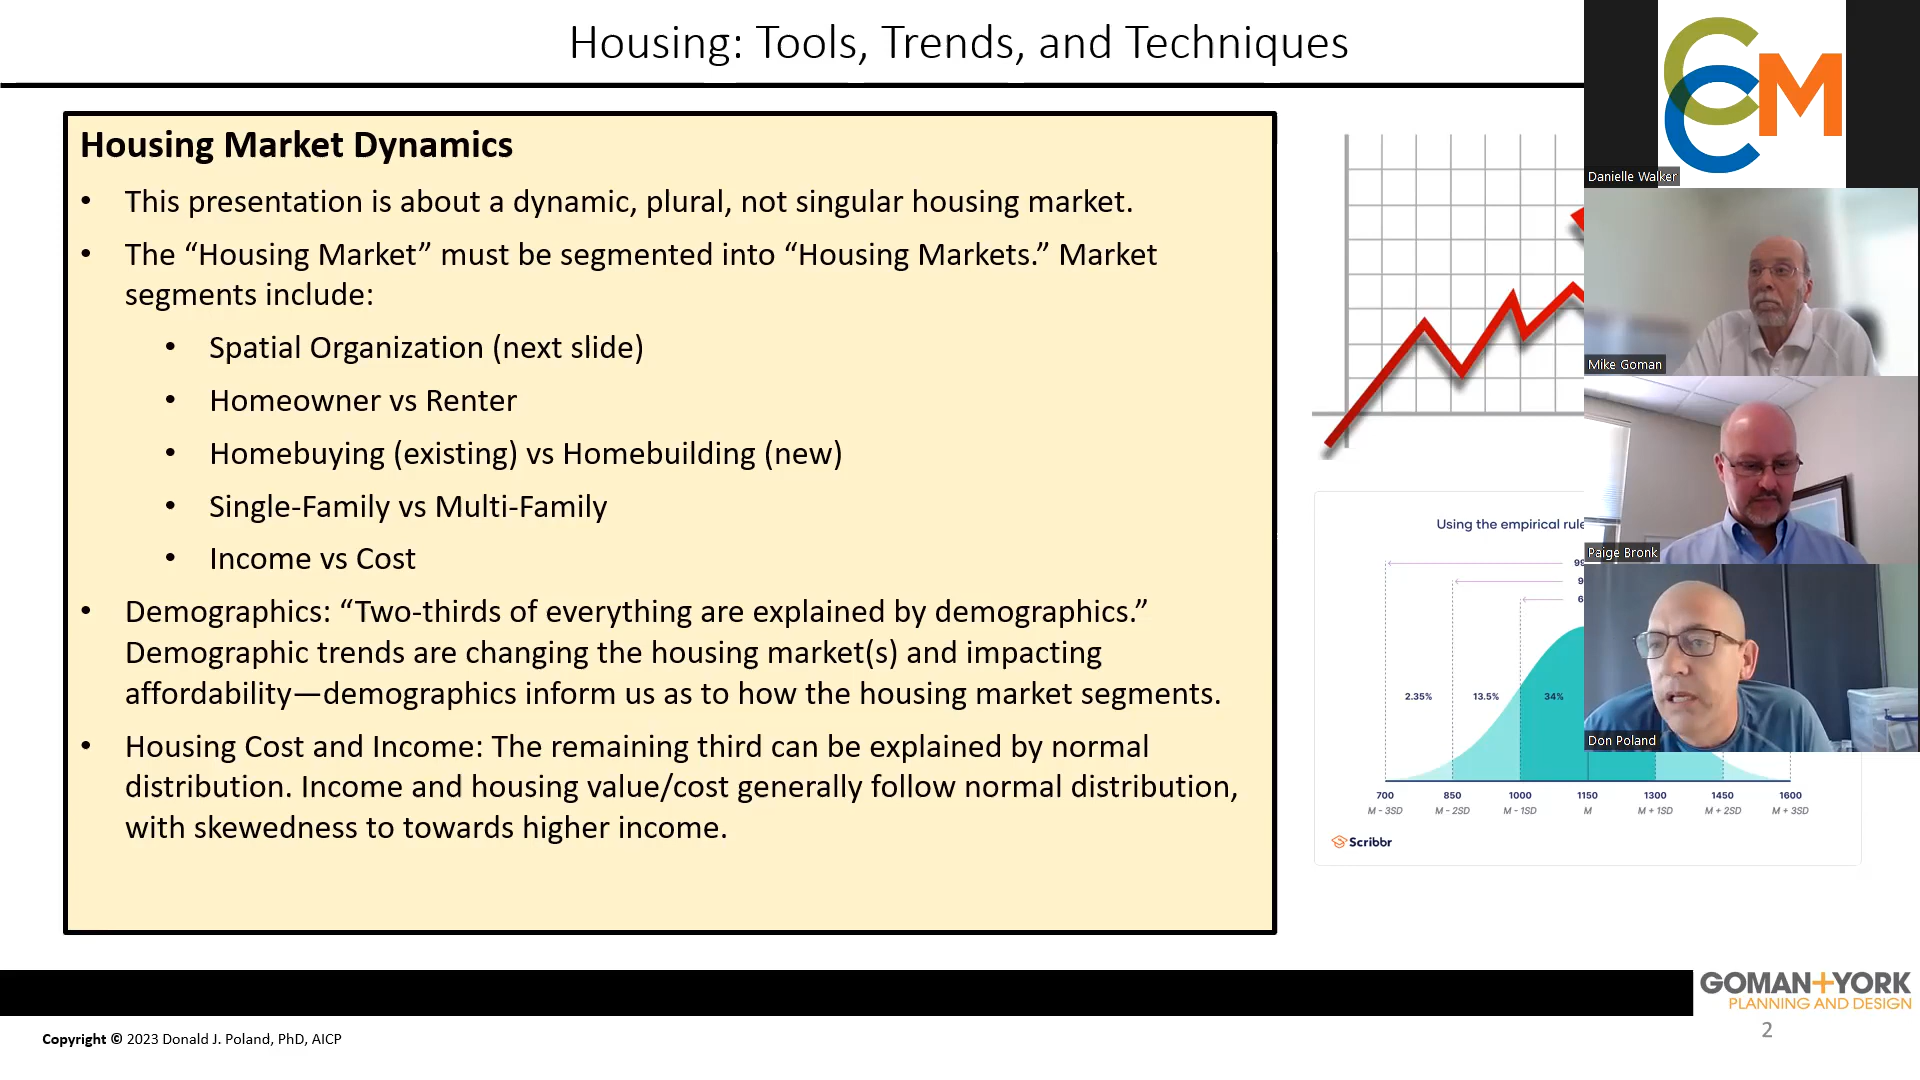 Housing: Tools, Trends, and Techniques
Housing Market Dynamics
• This presentation is about a dynamic, plural, not singular housing market.
• The “Housing Market” must be segmented into “Housing Markets.” Market
segments include:
• Spatial Organization (next slide)
• Homeowner vs Renter
• Homebuying (existing) vs Homebuilding (new)
• Single-Family vs Multi-Family
• Income vs Cost
• Demographics: “Two-thirds of everything are explained by demographics.”
Demographic trends are changing the housing market(s) and impacting
affordability—demographics inform us as to how the housing market segments.
• Housing Cost and Income: The remaining third can be explained by normal
distribution. Income and housing value/cost generally follow normal distribution,
with skewedness to towards higher income.
CCM
Danielle Walker
Mike Goman
Paige Bronk
Don Poland
Using the empirical rule
2.35% 13.5% 34%
700 850 1000 1150 1300 1450 1600
M - 3SD M - 2SD M - 1SD M M + 1SD M + 2SD M + 3SD
Scribbr
GOMAN+YORK
PLANNING AND DESIGN
2
Copyright © 2023 Donald J. Poland, PhD, AICP